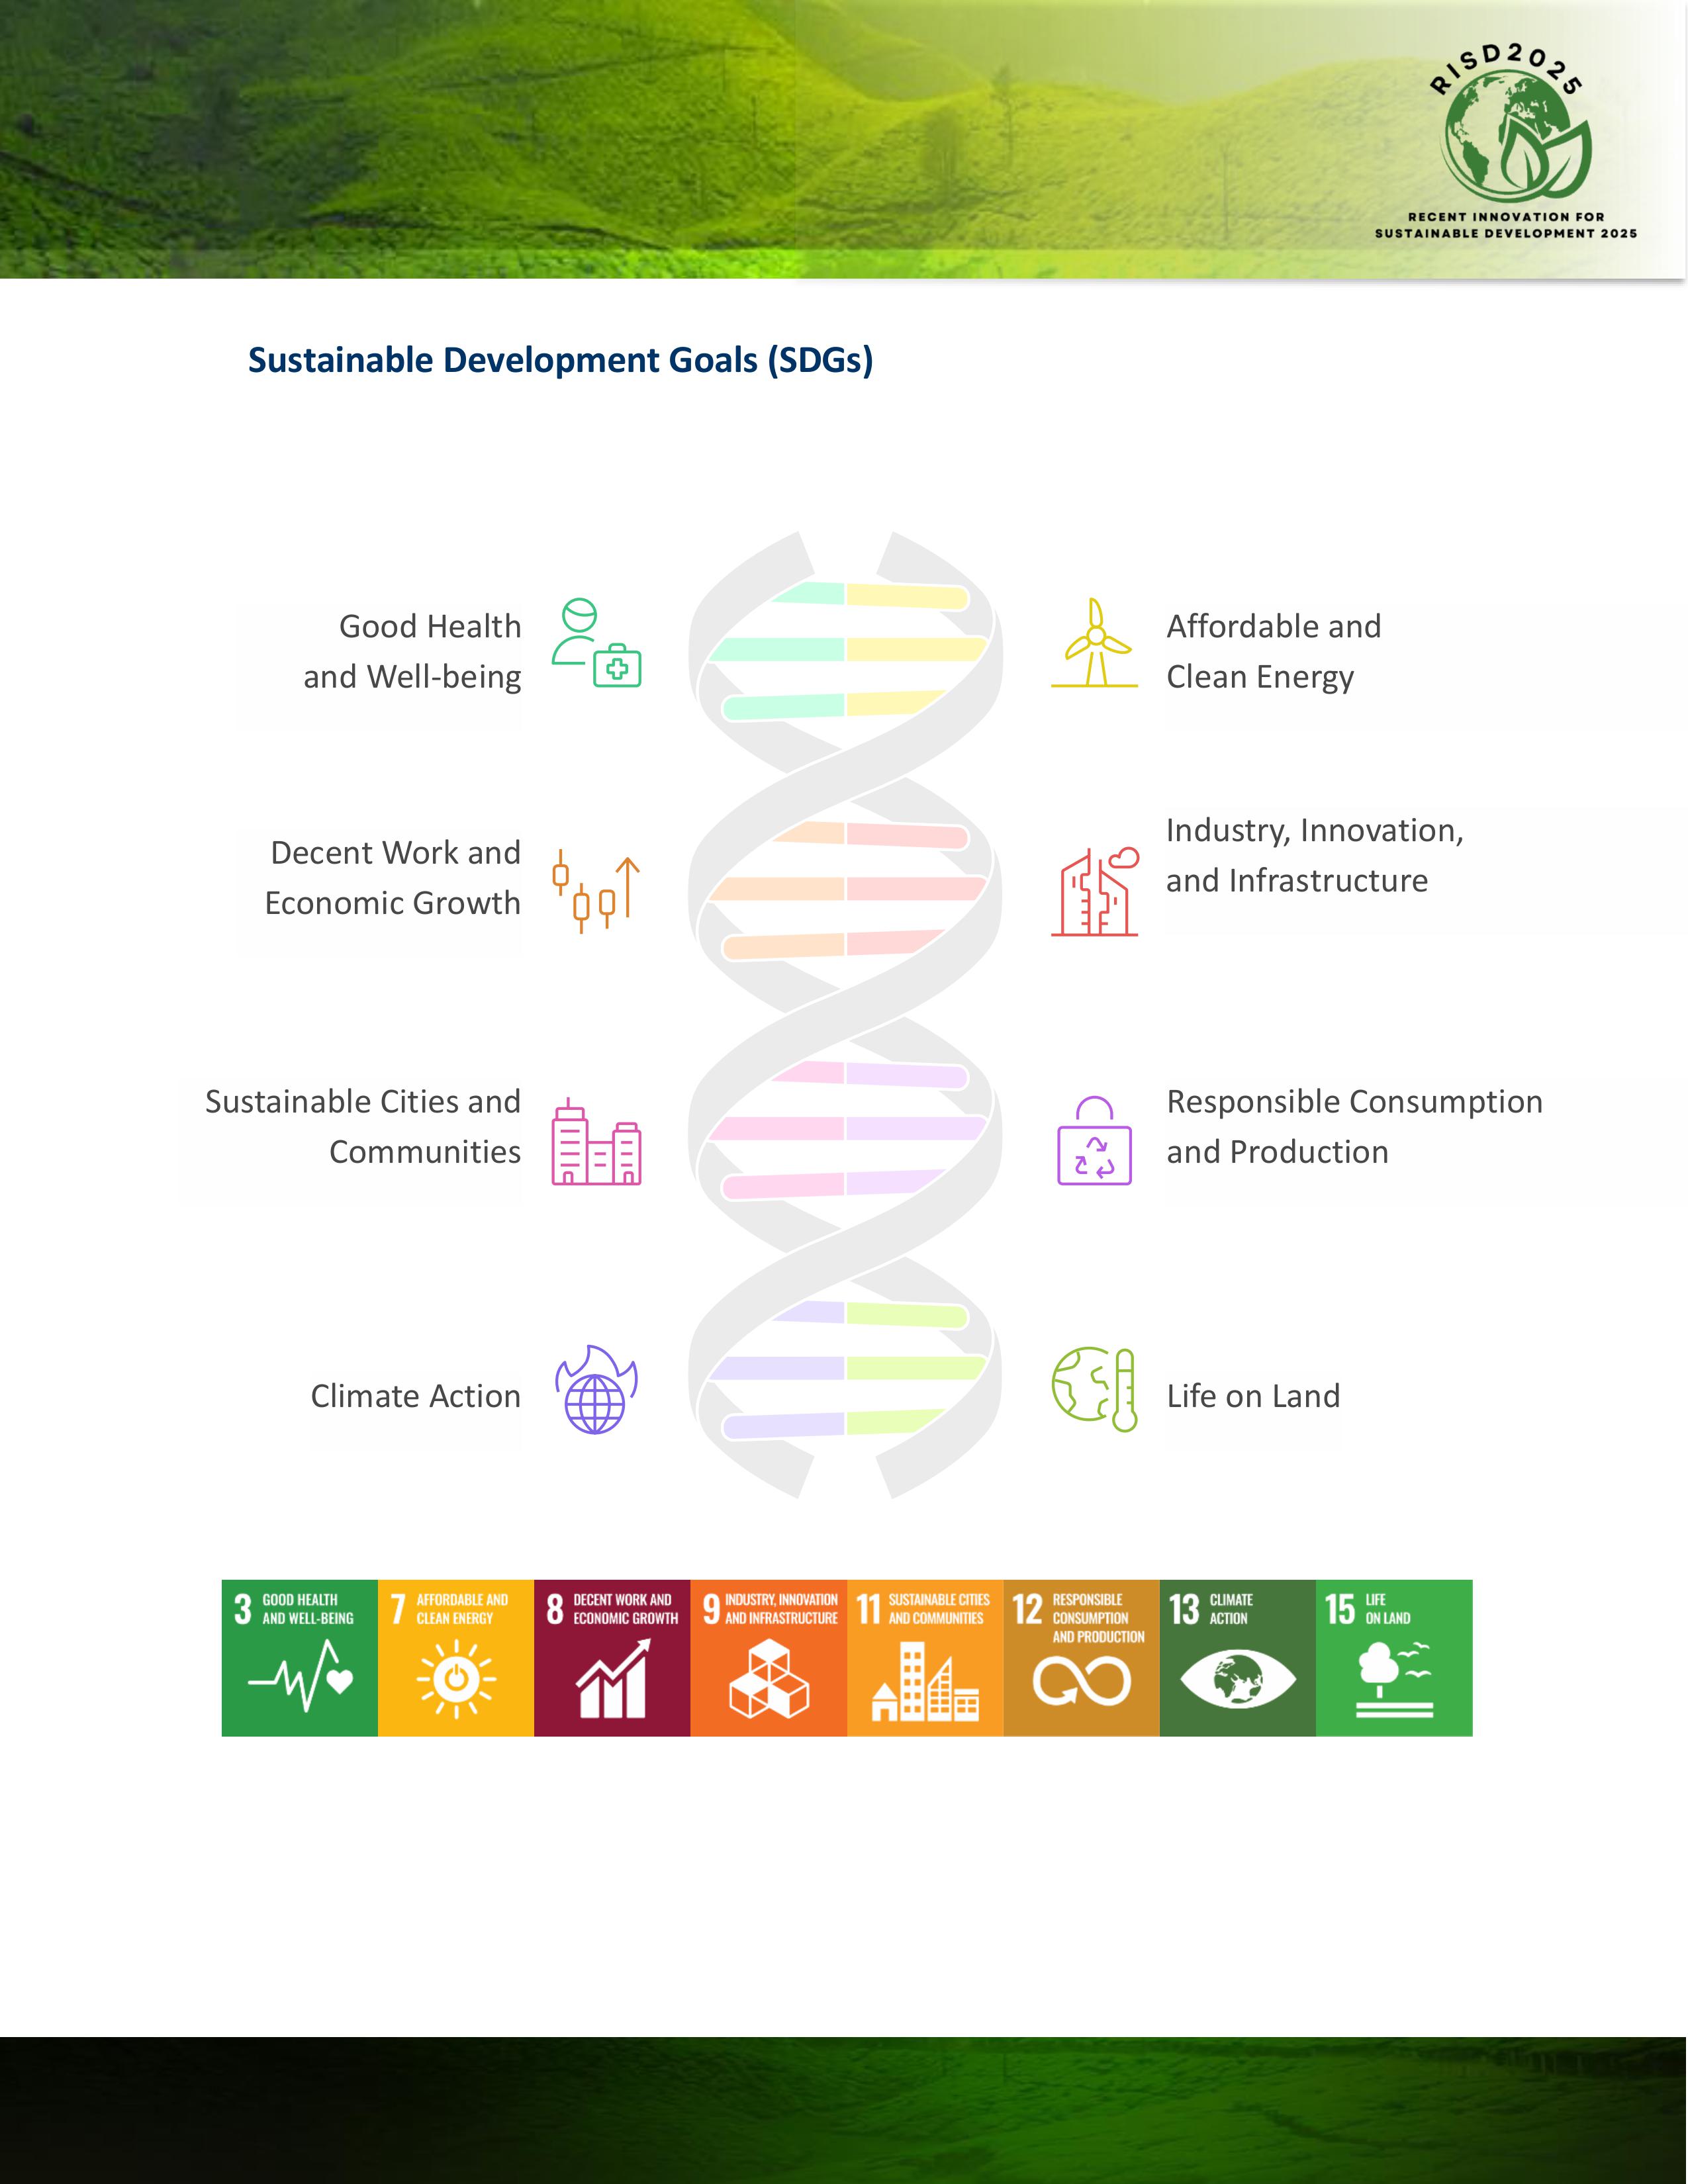 RISD2025
RECENT INNOVATION FOR
SUSTAINABLE DEVELOPMENT 2025
Sustainable Development Goals (SDGs)
Good Health
and Well-being
Affordable and
Clean Energy
Decent Work and
Economic Growth
Industry, Innovation,
and Infrastructure
Sustainable Cities and
Communities
Responsible Consumption
and Production
Climate Action
Life on Land
3 GOOD HEALTH
AND WELL-BEING
7 AFFORDABLE AND
CLEAN ENERGY
8 DECENT WORK AND
ECONOMIC GROWTH
9 INDUSTRY, INNOVATION
AND INFRASTRUCTURE
11 SUSTAINABLE CITIES
AND COMMUNITIES
12 RESPONSIBLE
CONSUMPTION
AND PRODUCTION
13 CLIMATE
ACTION
15 LIFE
ON LAND